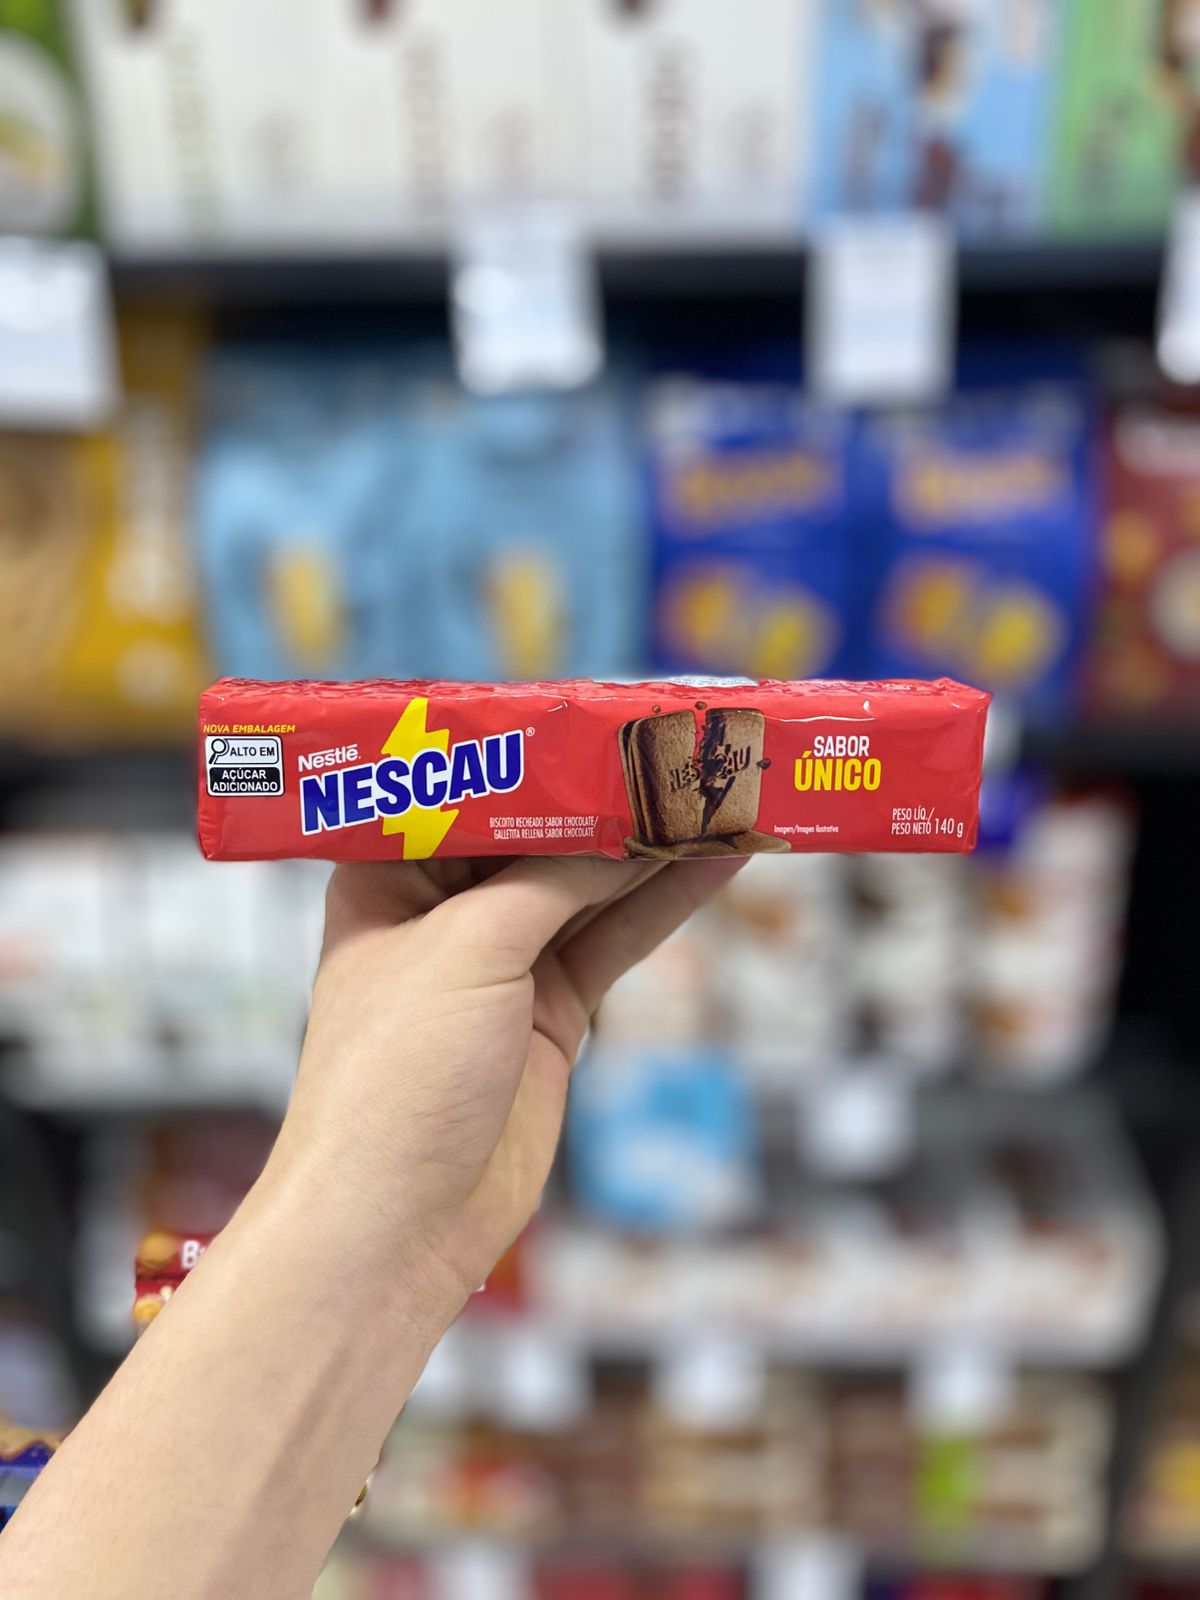 NOVA EMBALAGEM
ALTO EM
AÇÚCAR
ADICIONADO
Nestlé®
NESCAU®
BISCOITO RECHEADO SABOR CHOCOLATE/
GALLETITA RELLENA SABOR CHOCOLATE
NESCAU
Imagem/Imagen ilustrativa
SABOR
ÚNICO
PESO LÍQ./
PESO NETO 140 g